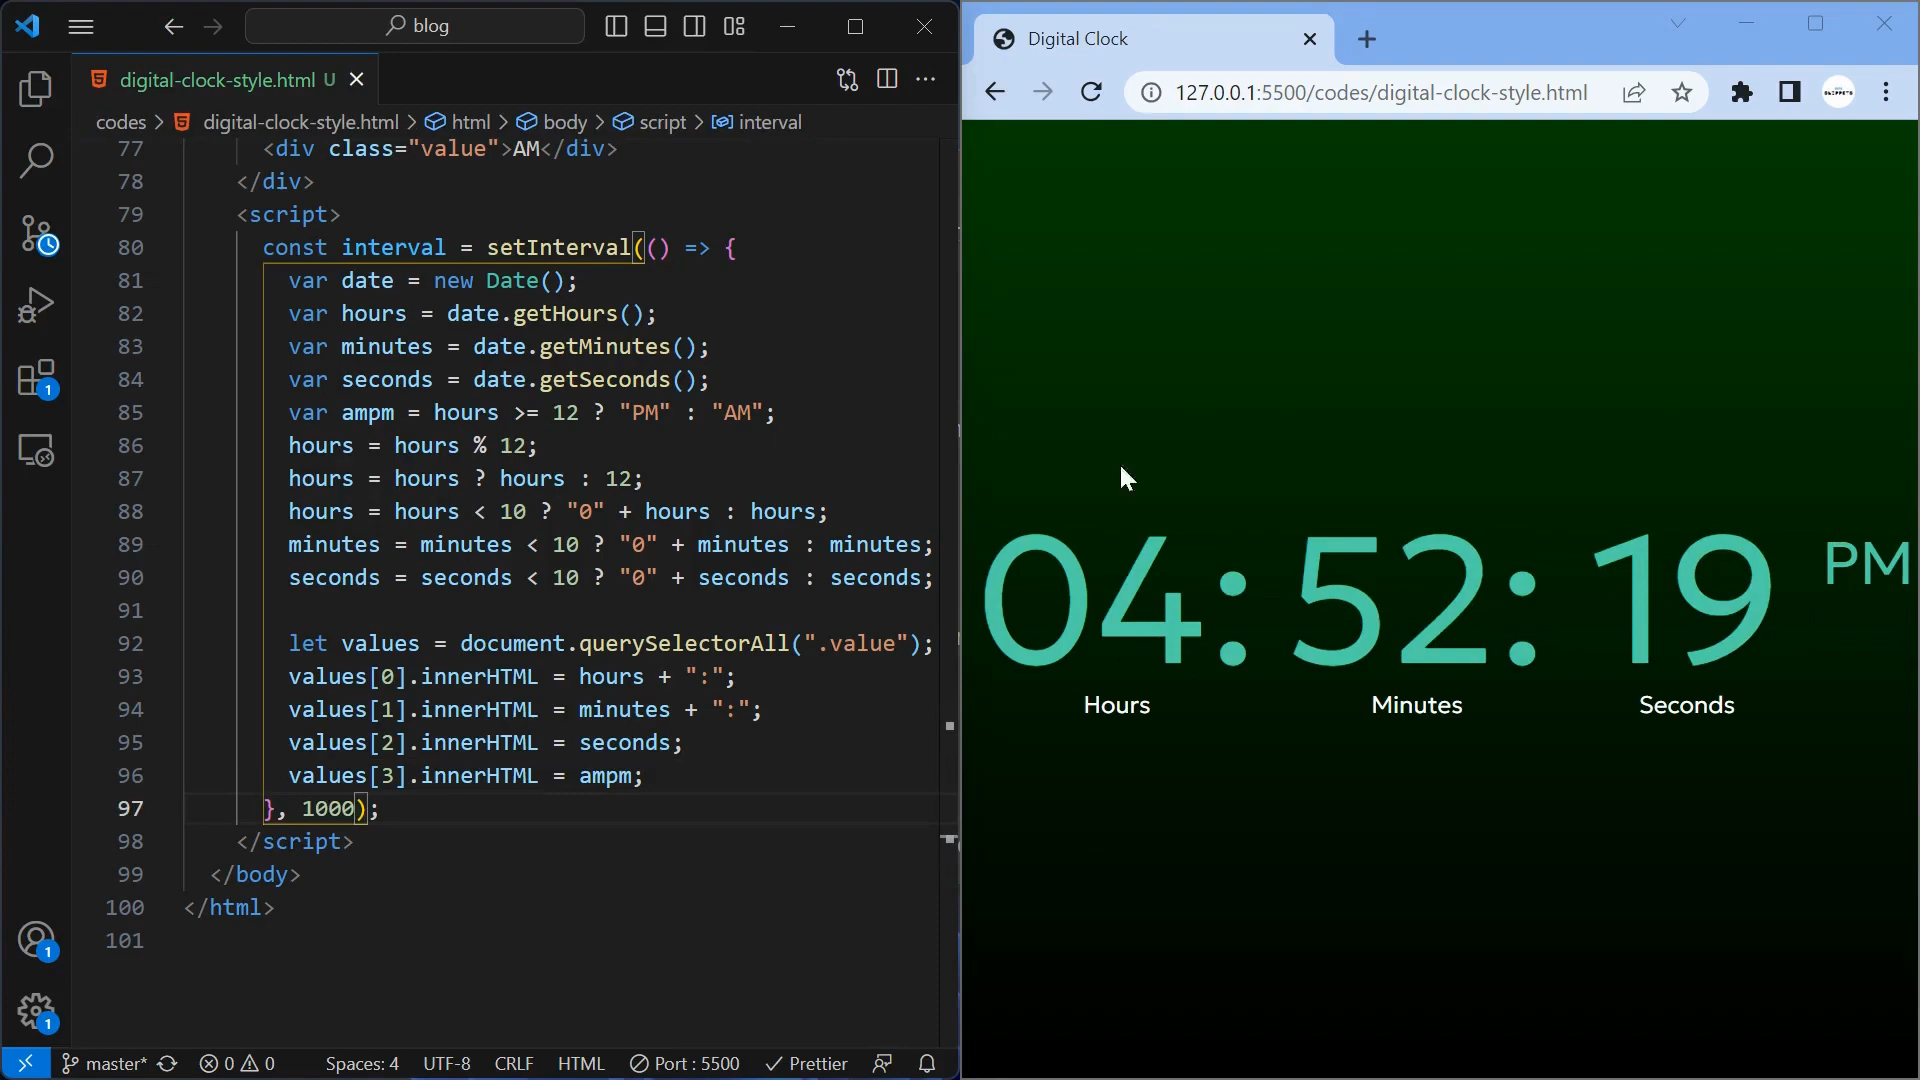 blog
digital-clock-style.html U
codes > digital-clock-style.html > html > body > script > interval
77 <div class="value">AM</div>
78 </div>
79 <script>
80 const interval = setInterval(() => {
81 var date = new Date();
82 var hours = date.getHours();
83 var minutes = date.getMinutes();
84 var seconds = date.getSeconds();
85 var ampm = hours >= 12 ? "PM" : "AM";
86 hours = hours % 12;
87 hours = hours ? hours : 12;
88 hours = hours < 10 ? "0" + hours : hours;
89 minutes = minutes < 10 ? "0" + minutes : minutes;
90 seconds = seconds < 10 ? "0" + seconds : seconds;
91
92 let values = document.querySelectorAll(".value");
93 values[0].innerHTML = hours + ":";
94 values[1].innerHTML = minutes + ":";
95 values[2].innerHTML = seconds;
96 values[3].innerHTML = ampm;
97 }, 1000);
98 </script>
99 </body>
100 </html>
101
1
1
1
master* 0 0 Spaces: 4 UTF-8 CRLF HTML Port : 5500 Prettier
Digital Clock
127.0.0.1:5500/codes/digital-clock-style.html
04: 52: 19 PM
Hours Minutes Seconds